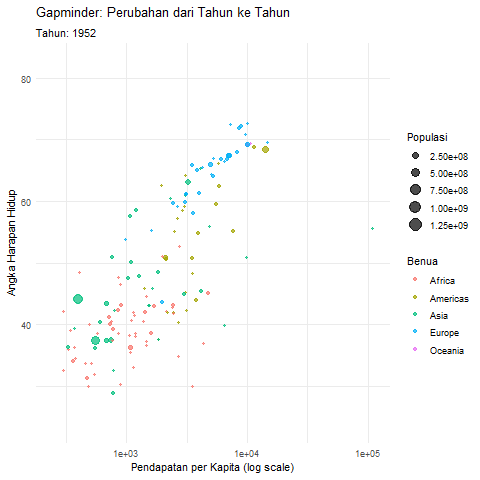 Gapminder: Perubahan dari Tahun ke Tahun
Tahun: 1952
80
60
40
Angka Harapan Hidup
1e+03
1e+04
1e+05
Pendapatan per Kapita (log scale)
Populasi
2.50e+08
5.00e+08
7.50e+08
1.00e+09
1.25e+09
Benua
Africa
Americas
Asia
Europe
Oceania